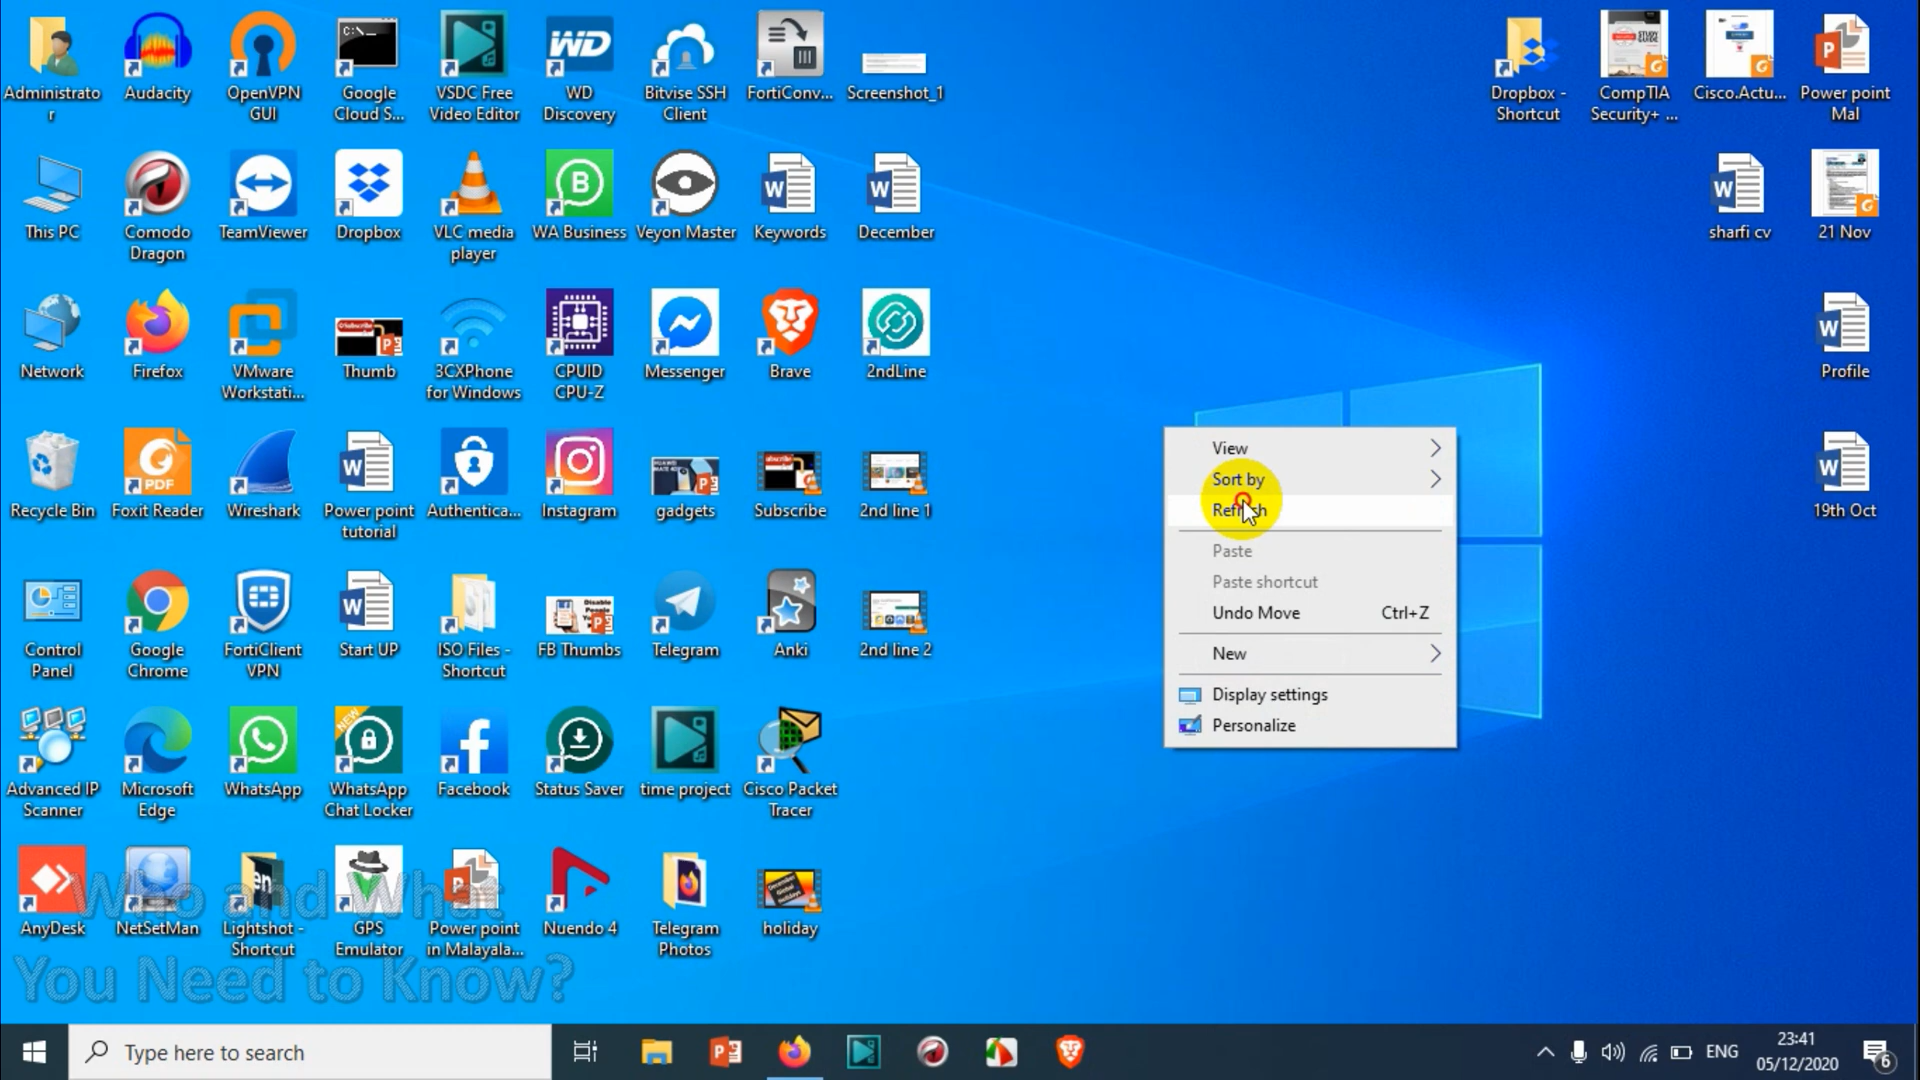 Administrato
r
Audacity
OpenVPN
GUI
Google
Cloud S...
VSDC Free
Video Editor
WD
Discovery
Bitvise SSH
Client
FortiConv...
Screenshot_1
Dropbox -
Shortcut
CompTIA
Security+ ...
Cisco.Actu...
Power point
Mal
This PC
Comodo
Dragon
TeamViewer
Dropbox
VLC media
player
WA Business
Veyon Master
Keywords
December
sharfi cv
21 Nov
Network
Firefox
VMware
Workstati...
Thumb
3CXPhone
for Windows
CPUID
CPU-Z
Messenger
Brave
2ndLine
Profile
Recycle Bin
Foxit Reader
Wireshark
Power point
tutorial
Authentica...
Instagram
gadgets
Subscribe
2nd line 1
19th Oct
Control
Panel
Google
Chrome
FortiClient
VPN
Start UP
ISO Files -
Shortcut
FB Thumbs
Telegram
Anki
2nd line 2
Advanced IP
Scanner
Microsoft
Edge
WhatsApp
WhatsApp
Chat Locker
Facebook
Status Saver
time project
Cisco Packet
Tracer
AnyDesk
NetSetMan
Lightshot -
Shortcut
GPS
Emulator
Power point
in Malayala...
Nuendo 4
Telegram
Photos
holiday
View
Sort by
Refresh
Paste
Paste shortcut
Undo Move Ctrl+Z
New
Display settings
Personalize
Who and What
You Need to Know?
Type here to search
ENG
23:41
05/12/2020
6